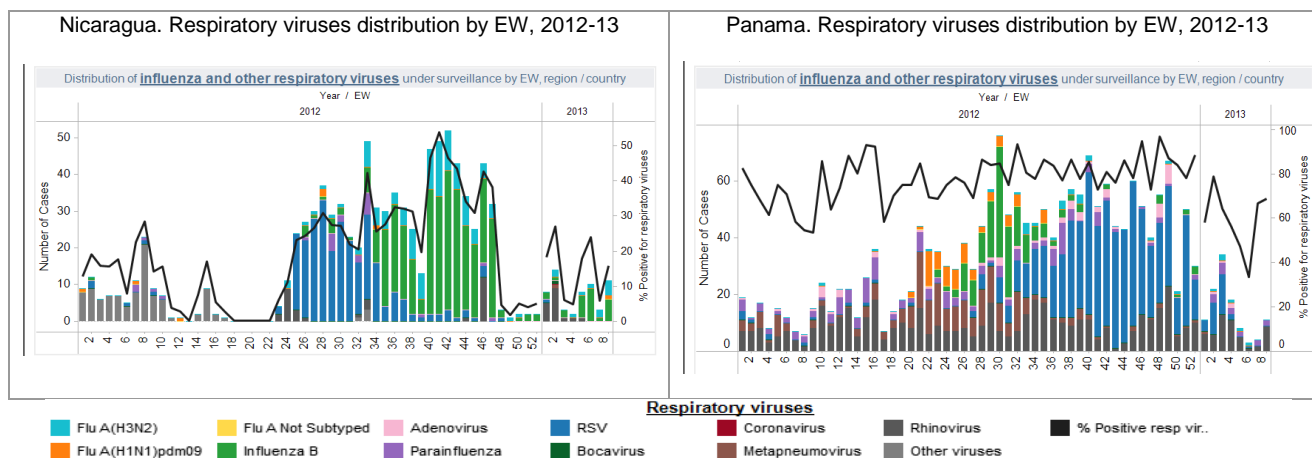 Nicaragua. Respiratory viruses distribution by EW, 2012-13
Distribution of influenza and other respiratory viruses under surveillance by EW, region / country
Year / EW
2012 2013
Number of Cases
50
40
30
20
10
0
% Positive for respiratory viruses
50
40
30
20
10
0
2 4 6 8 10 12 14 16 18 20 22 24 26 28 30 32 34 36 38 40 42 44 46 48 50 52 2 4 6 8
Panama. Respiratory viruses distribution by EW, 2012-13
Distribution of influenza and other respiratory viruses under surveillance by EW, region / country
Year / EW
2012 2013
Number of Cases
60
40
20
0
% Positive for respiratory viruses
100
80
60
40
20
0
2 4 6 8 10 12 14 16 18 20 22 24 26 28 30 32 34 36 38 40 42 44 46 48 50 52 2 4 6 8
Respiratory viruses
Flu A(H3N2) Flu A Not Subtyped Adenovirus RSV Coronavirus Rhinovirus % Positive resp vir..
Flu A(H1N1)pdm09 Influenza B Parainfluenza Bocavirus Metapneumovirus Other viruses